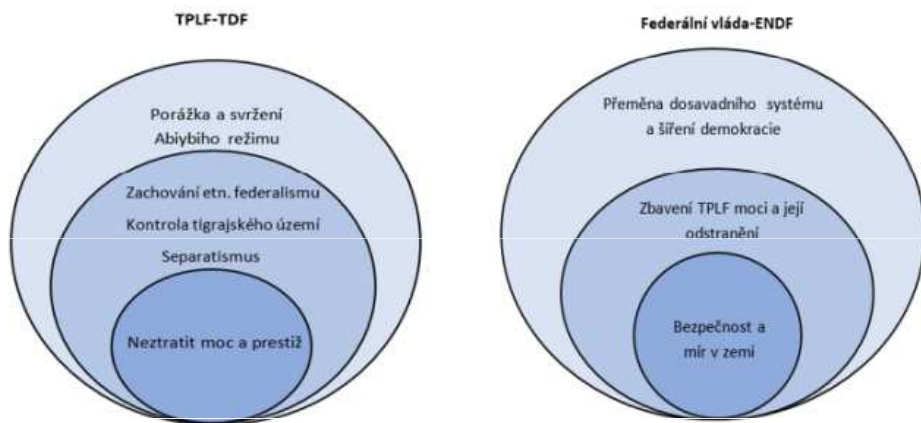 TPLF-TDF
Porážka a svržení
Abiybiho režimu
Zachování etn. federalismu
Kontrola tigrajského území
Separatismus
Neztratit moc a prestiž
Federální vláda-ENDF
Přeměna dosavadního systému
a šíření demokracie
Zbavení TPLF moci a její
odstranění
Bezpečnost a
mír v zemi